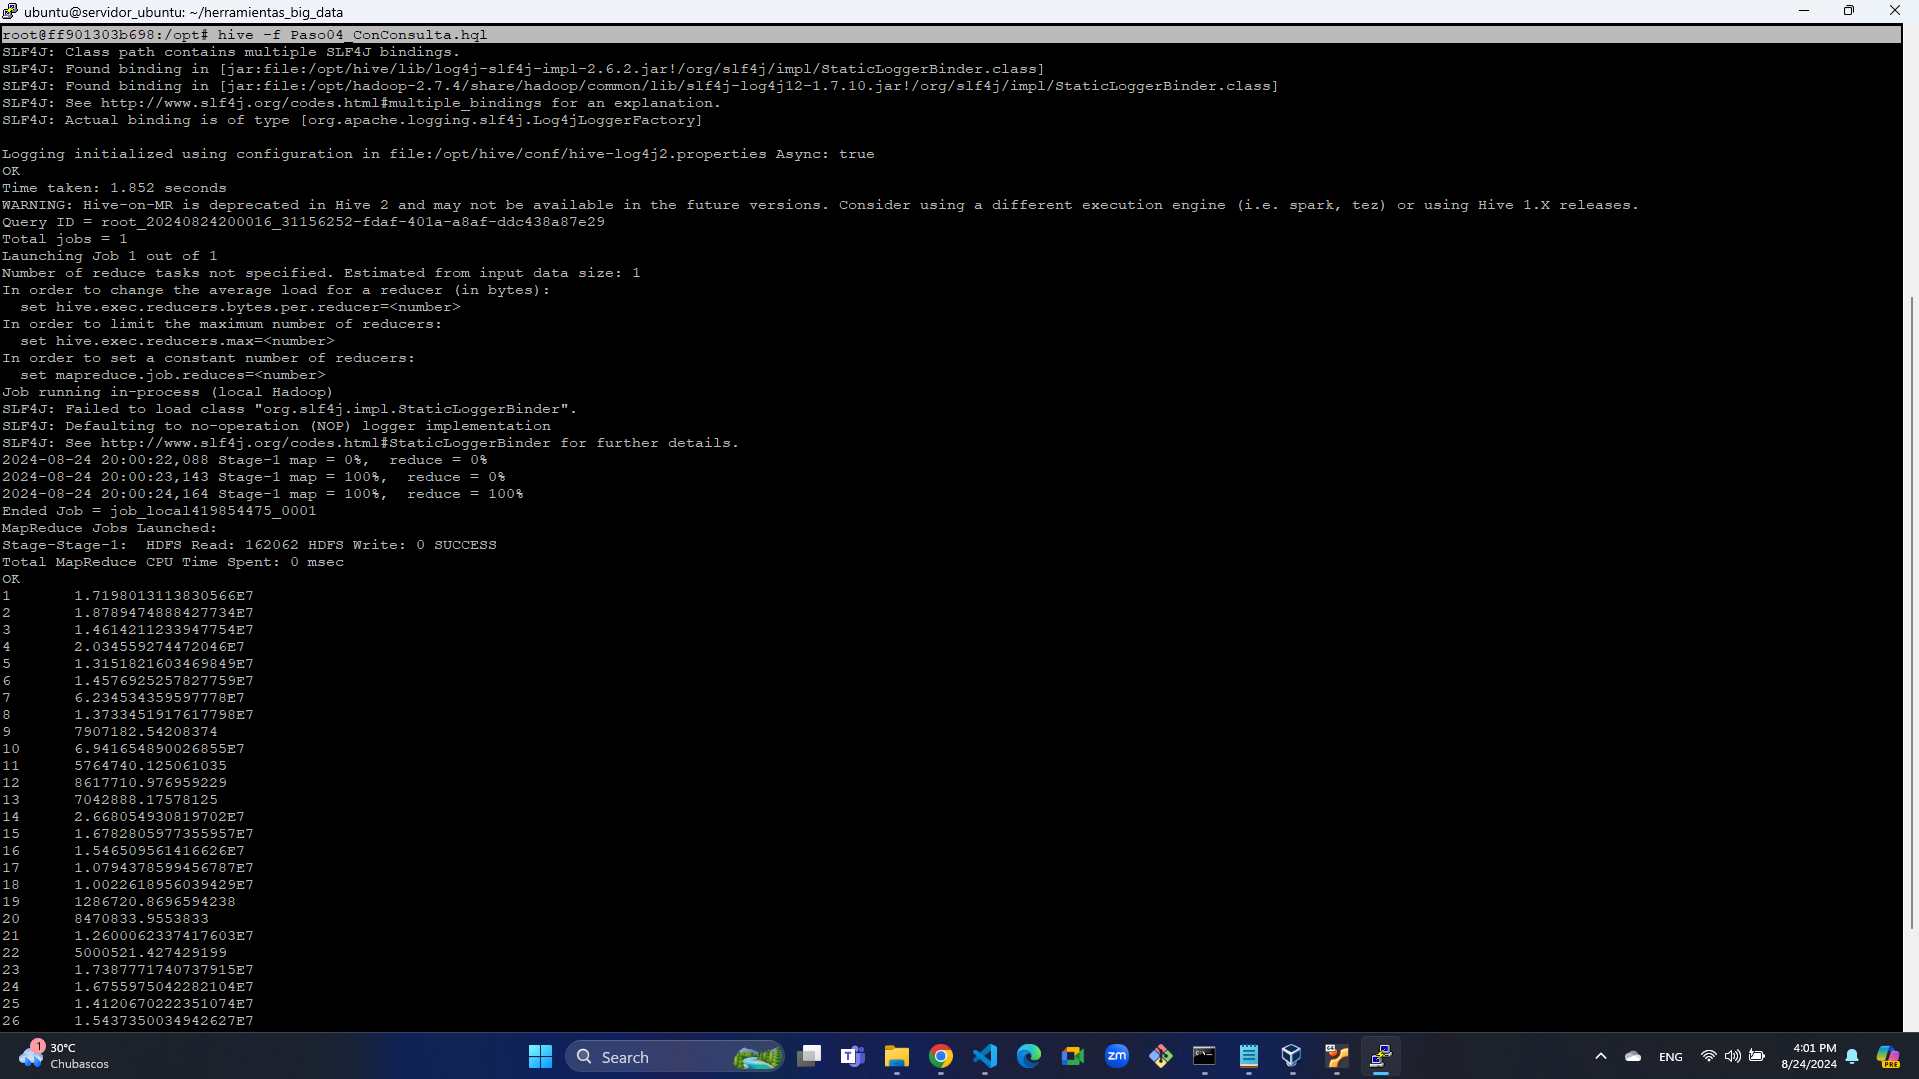 ubuntu@servidor_ubuntu: ~/herramientas_big_data
root@ff901303b698:/opt# hive -f Paso04_ConConsulta.hql
SLF4J: Class path contains multiple SLF4J bindings.
SLF4J: Found binding in [jar:file:/opt/hive/lib/log4j-slf4j-impl-2.6.2.jar!/org/slf4j/impl/StaticLoggerBinder.class]
SLF4J: Found binding in [jar:file:/opt/hadoop-2.7.4/share/hadoop/common/lib/slf4j-log4j12-1.7.10.jar!/org/slf4j/impl/StaticLoggerBinder.class]
SLF4J: See http://www.slf4j.org/codes.html#multiple_bindings for an explanation.
SLF4J: Actual binding is of type [org.apache.logging.slf4j.Log4jLoggerFactory]
Logging initialized using configuration in file:/opt/hive/conf/hive-log4j2.properties Async: true
OK
Time taken: 1.852 seconds
WARNING: Hive-on-MR is deprecated in Hive 2 and may not be available in the future versions. Consider using a different execution engine (i.e. spark, tez) or using Hive 1.X releases.
Query ID = root_20240824200016_31156252-fdaf-401a-a8af-ddc438a87e29
Total jobs = 1
Launching Job 1 out of 1
Number of reduce tasks not specified. Estimated from input data size: 1
In order to change the average load for a reducer (in bytes):
  set hive.exec.reducers.bytes.per.reducer=<number>
In order to limit the maximum number of reducers:
  set hive.exec.reducers.max=<number>
In order to set a constant number of reducers:
  set mapreduce.job.reduces=<number>
Job running in-process (local Hadoop)
SLF4J: Failed to load class "org.slf4j.impl.StaticLoggerBinder".
SLF4J: Defaulting to no-operation (NOP) logger implementation
SLF4J: See http://www.slf4j.org/codes.html#StaticLoggerBinder for further details.
2024-08-24 20:00:22,088 Stage-1 map = 0%,  reduce = 0%
2024-08-24 20:00:23,143 Stage-1 map = 100%,  reduce = 0%
2024-08-24 20:00:24,164 Stage-1 map = 100%,  reduce = 100%
Ended Job = job_local419854475_0001
MapReduce Jobs Launched:
Stage-Stage-1:  HDFS Read: 162062 HDFS Write: 0 SUCCESS
Total MapReduce CPU Time Spent: 0 msec
OK
1 1.7198013113830566E7
2 1.8789474888427734E7
3 1.4614211233947754E7
4 2.034559274472046E7
5 1.3151821603469849E7
6 1.4576925257827759E7
7 6.234534359597778E7
8 1.3733451917617798E7
9 7907182.54208374
10 6.941654890026855E7
11 5764740.125061035
12 8617710.976959229
13 7042888.17578125
14 2.668054930819702E7
15 1.6782805977355957E7
16 1.546509561416626E7
17 1.0794378599456787E7
18 1.0022618956039429E7
19 1286720.8696594238
20 8470833.9553833
21 1.2600062337417603E7
22 5000521.427429199
23 1.7387771740737915E7
24 1.6755975042282104E7
25 1.4120670222351074E7
26 1.5437350034942627E7
1
30°C
Chubascos
Search
T
zm
ENG
4:01 PM
8/24/2024
PRE